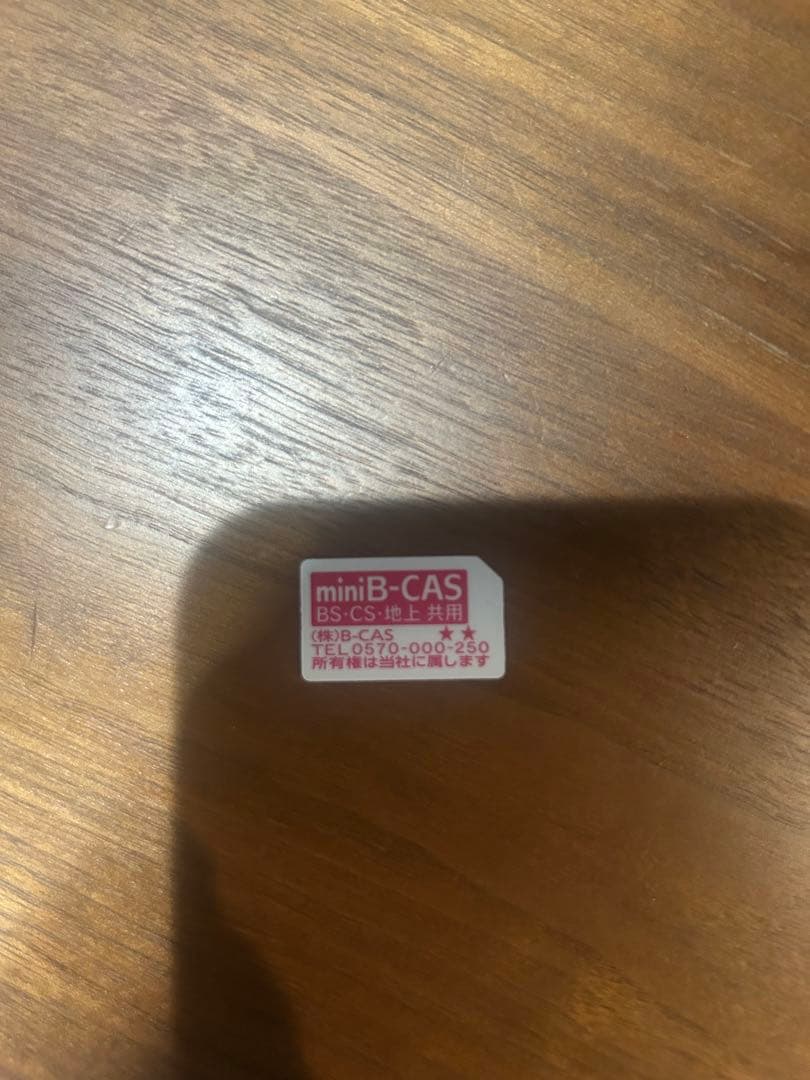 miniB-CAS
BS・CS・地上 共用
(株)B-CAS ★★
TEL0570-000-250
所有権は当社に属します